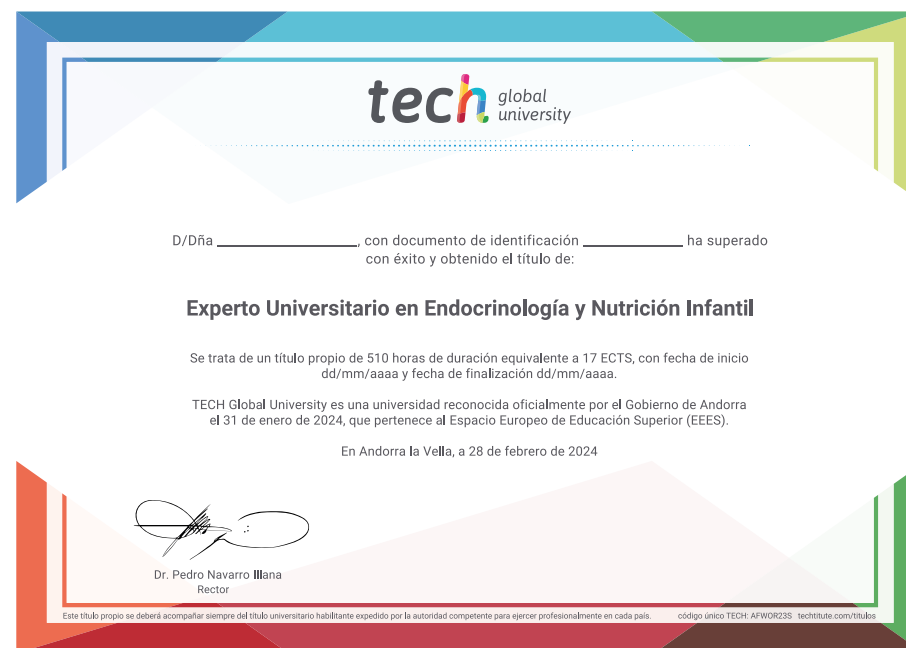 tech global university
D/Dña ____________________, con documento de identificación ______________ ha superado
con éxito y obtenido el título de:
Experto Universitario en Endocrinología y Nutrición Infantil
Se trata de un título propio de 510 horas de duración equivalente a 17 ECTS, con fecha de inicio
dd/mm/aaaa y fecha de finalización dd/mm/aaaa.
TECH Global University es una universidad reconocida oficialmente por el Gobierno de Andorra
el 31 de enero de 2024, que pertenece al Espacio Europeo de Educación Superior (EEES).
En Andorra la Vella, a 28 de febrero de 2024
Dr. Pedro Navarro Illana
Rector
Este título propio se deberá acompañar siempre del título universitario habilitante expedido por la autoridad competente para ejercer profesionalmente en cada país. código único TECH: AFWOR23S techtitute.com/titulos